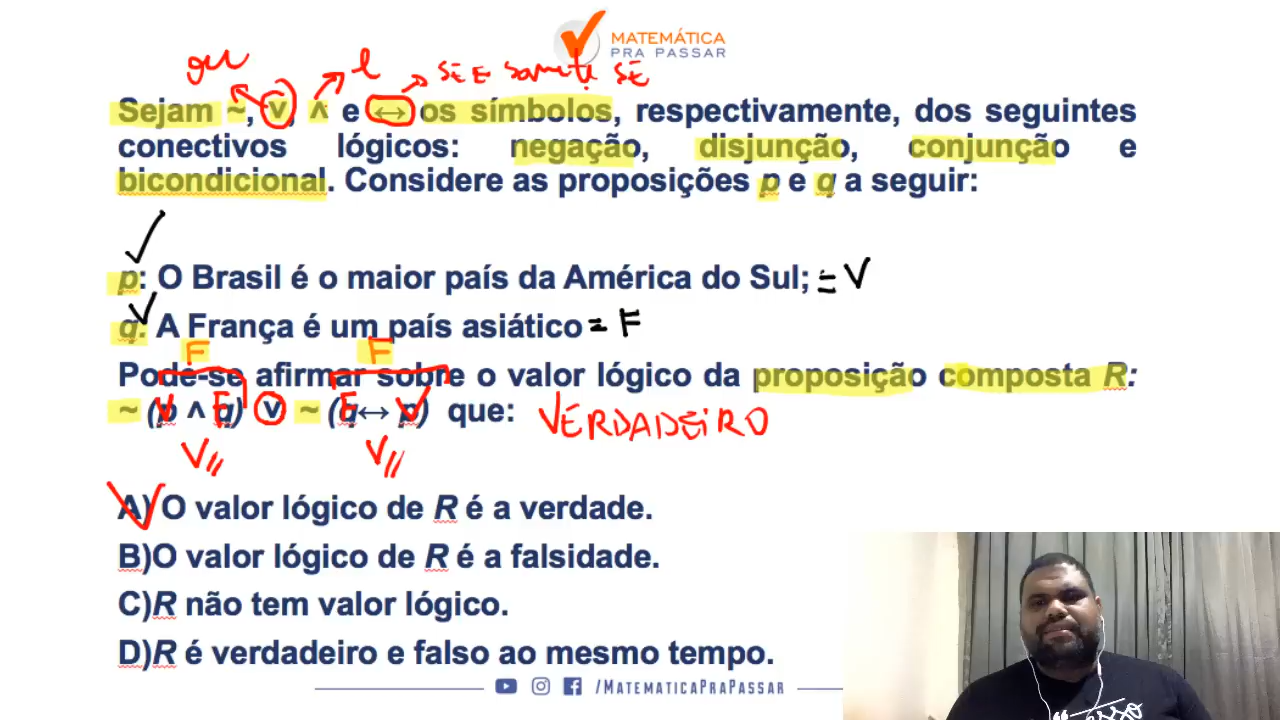 MATEMÁTICA
PRA PASSAR
ou
e
SE E SOMENTE SE
Sejam ~, v, ^ e ↔ os símbolos, respectivamente, dos seguintes
conectivos lógicos: negação, disjunção, conjunção e
bicondicional. Considere as proposições p e q a seguir:
p: O Brasil é o maior país da América do Sul; = V
q: A França é um país asiático = F
F F
Pode-se afirmar sobre o valor lógico da proposição composta R:
V F F V
~ (p ^ q) v ~ (q↔ p) que: VERDADEIRO
V V
A) O valor lógico de R é a verdade.
B)O valor lógico de R é a falsidade.
C)R não tem valor lógico.
D)R é verdadeiro e falso ao mesmo tempo.
/MATEMATICAPRAPASSAR